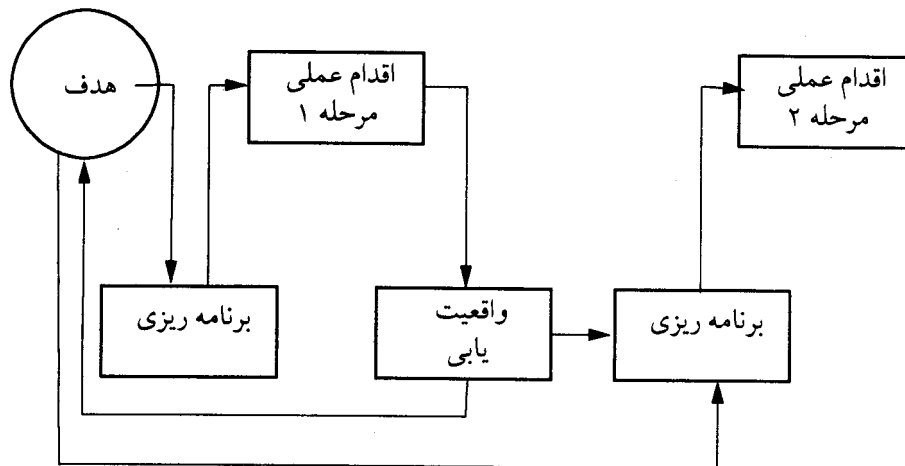 هدف
اقدام عملی
مرحله ۱
اقدام عملی
مرحله ۲
برنامه ریزی
واقعیت
یابی
برنامه ریزی